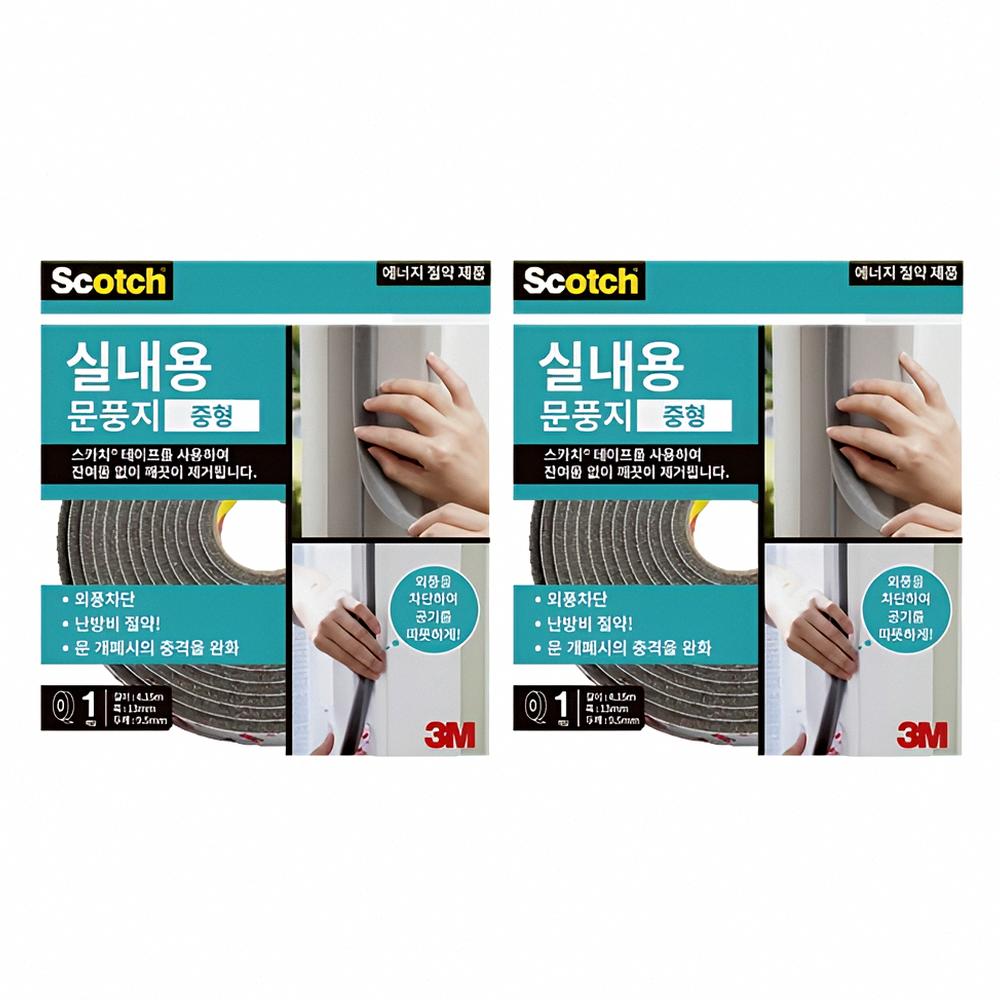 Scotch
에너지 절약 제품
실내용
문풍지 중형
스카치® 테이프를 사용하여
잔여물 없이 깨끗이 제거됩니다.
• 외풍차단
• 난방비 절약!
• 문 개폐시의 충격을 완화
외풍을
차단하여
공기를
따뜻하게!
1
3M
Scotch
에너지 절약 제품
실내용
문풍지 중형
스카치® 테이프를 사용하여
잔여물 없이 깨끗이 제거됩니다.
• 외풍차단
• 난방비 절약!
• 문 개폐시의 충격을 완화
외풍을
차단하여
공기를
따뜻하게!
1
3M